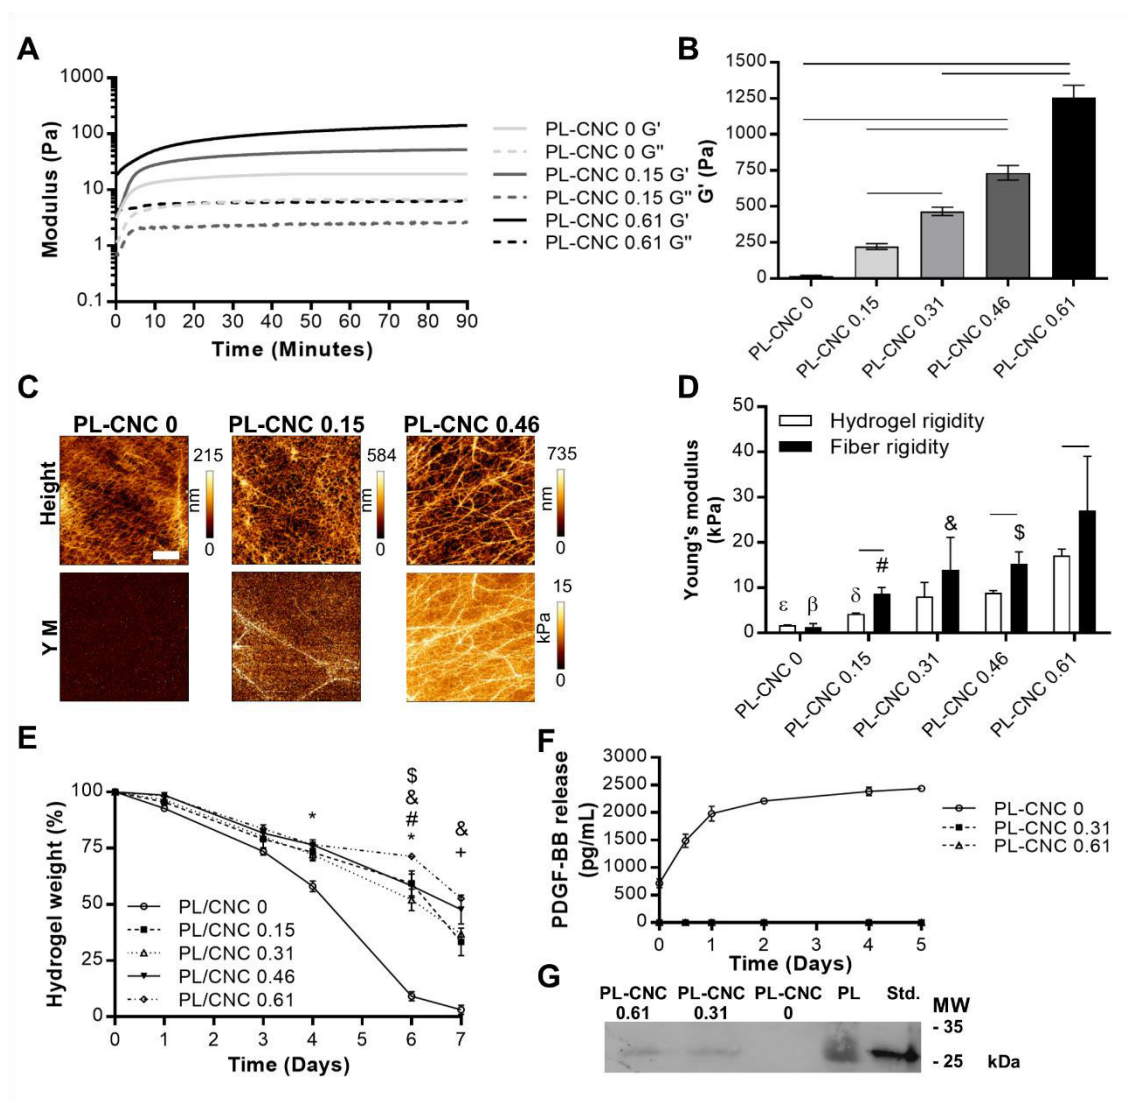 A
1000
100
10
1
0.1
Modulus (Pa)
0 10 20 30 40 50 60 70 80 90
Time (Minutes)
PL-CNC 0 G'
PL-CNC 0 G"
PL-CNC 0.15 G'
PL-CNC 0.15 G"
PL-CNC 0.61 G'
PL-CNC 0.61 G"
B
1500
1250
1000
750
500
250
0
G' (Pa)
PL-CNC 0
PL-CNC 0.15
PL-CNC 0.31
PL-CNC 0.46
PL-CNC 0.61
C
PL-CNC 0 PL-CNC 0.15 PL-CNC 0.46
Height
215
nm
0
584
nm
0
735
nm
0
Y M
15
kPa
0
D
50
40
30
20
10
0
Young's modulus
(kPa)
Hydrogel rigidity
Fiber rigidity
ε β δ # & $
PL-CNC 0
PL-CNC 0.15
PL-CNC 0.31
PL-CNC 0.46
PL-CNC 0.61
E
100
75
50
25
0
Hydrogel weight (%)
*
$
&
#
*
&
+
PL/CNC 0
PL/CNC 0.15
PL/CNC 0.31
PL/CNC 0.46
PL/CNC 0.61
0 1 2 3 4 5 6 7
Time (Days)
F
3000
2500
2000
1500
1000
500
0
PDGF-BB release
(pg/mL)
0 1 2 3 4 5
Time (Days)
PL-CNC 0
PL-CNC 0.31
PL-CNC 0.61
G
PL-CNC PL-CNC PL-CNC PL Std.
0.61 0.31 0
MW
- 35
- 25 kDa